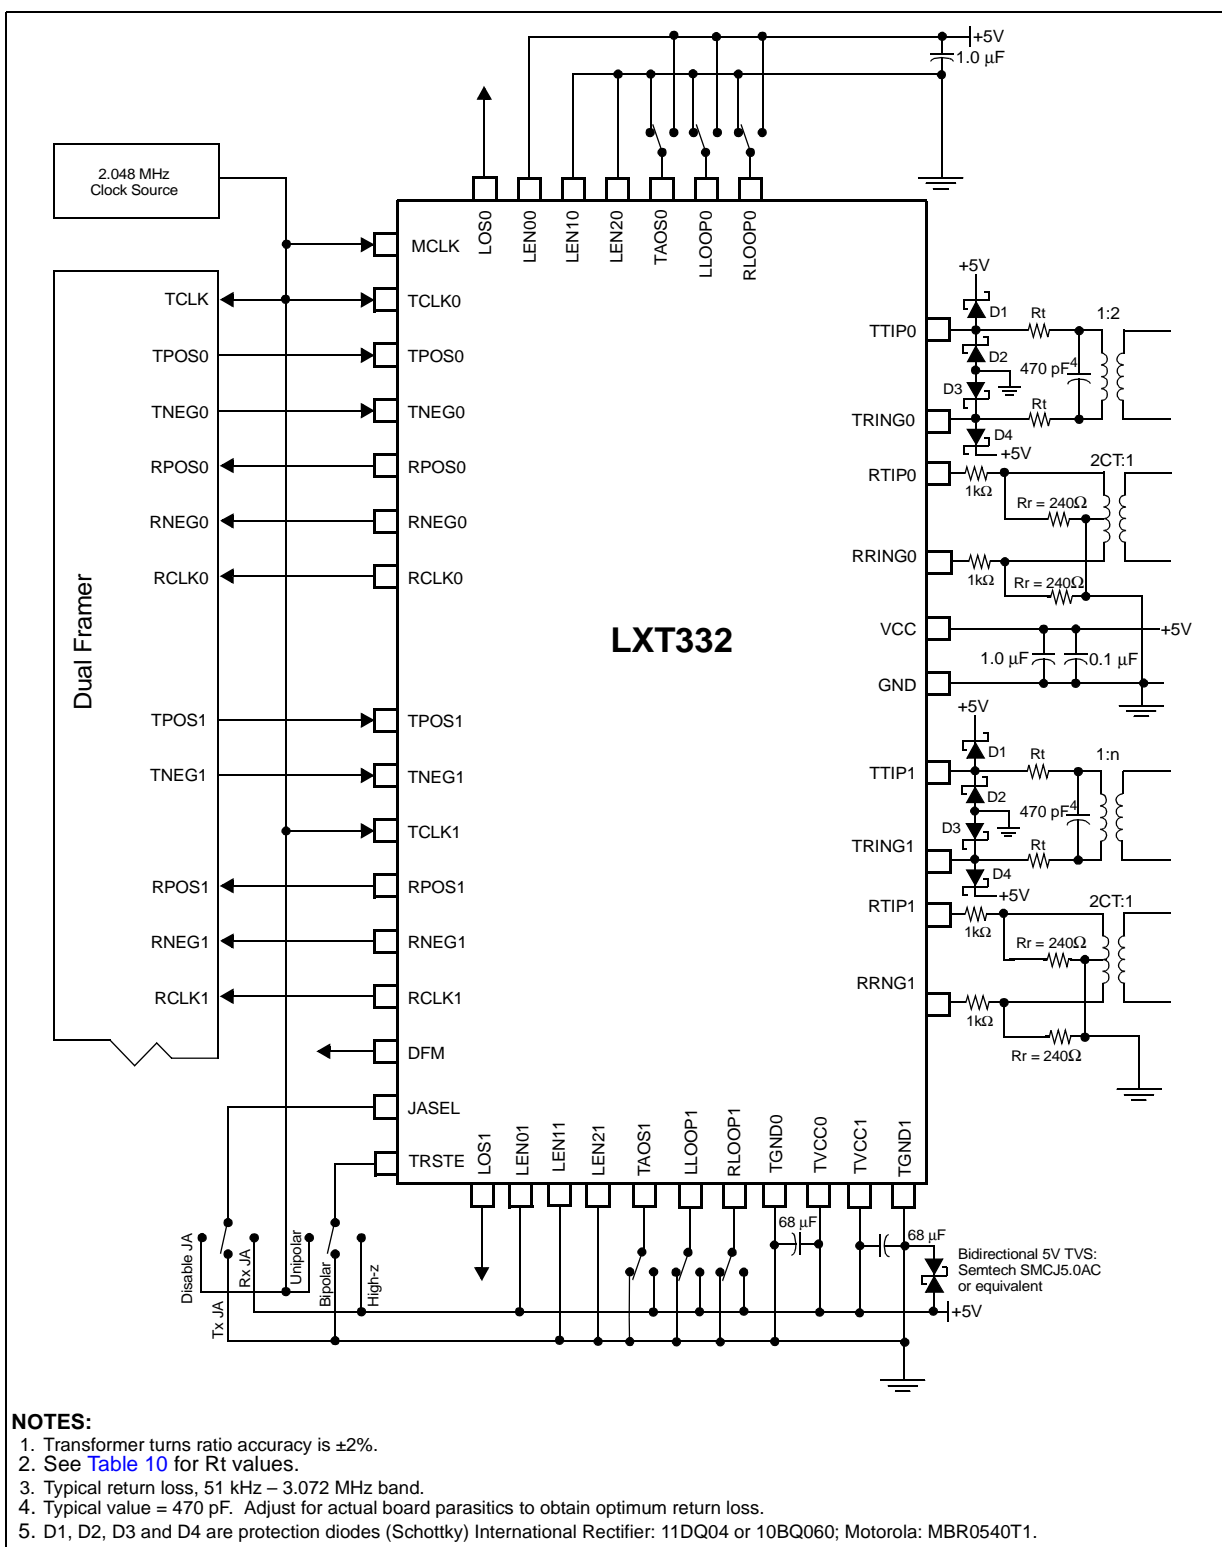 +5V
1.0 µF
2.048 MHz
Clock Source
LOS0
LEN00
LEN10
LEN20
TAOS0
LLOOP0
RLOOP0
MCLK
TCLK
TCLK0
TPOS0
TPOS0
TNEG0
TNEG0
RPOS0
RPOS0
RNEG0
RNEG0
RCLK0
RCLK0
Dual Framer
LXT332
TPOS1
TPOS1
TNEG1
TNEG1
TCLK1
RPOS1
RPOS1
RNEG1
RNEG1
RCLK1
RCLK1
DFM
JASEL
TRSTE
TTIP0
+5V
D1
D2
D3
D4
+5V
Rt
470 pF4
Rt
1:2
TRING0
RTIP0
1kΩ
Rr = 240Ω
2CT:1
RRING0
1kΩ
Rr = 240Ω
VCC
+5V
1.0 µF
0.1 µF
GND
+5V
TTIP1
D1
D2
D3
D4
+5V
Rt
470 pF4
Rt
1:n
TRING1
RTIP1
1kΩ
Rr = 240Ω
2CT:1
RRNG1
1kΩ
Rr = 240Ω
LOS1
LEN01
LEN11
LEN21
TAOS1
LLOOP1
RLOOP1
TGND0
TVCC0
TVCC1
TGND1
68 µF
68 µF
Disable JA
Tx JA
Rx JA
Unipolar
Bipolar
High-z
Bidirectional 5V TVS:
Semtech SMCJ5.0AC
or equivalent
+5V
NOTES:
1. Transformer turns ratio accuracy is ±2%.
2. See Table 10 for Rt values.
3. Typical return loss, 51 kHz – 3.072 MHz band.
4. Typical value = 470 pF. Adjust for actual board parasitics to obtain optimum return loss.
5. D1, D2, D3 and D4 are protection diodes (Schottky) International Rectifier: 11DQ04 or 10BQ060; Motorola: MBR0540T1.